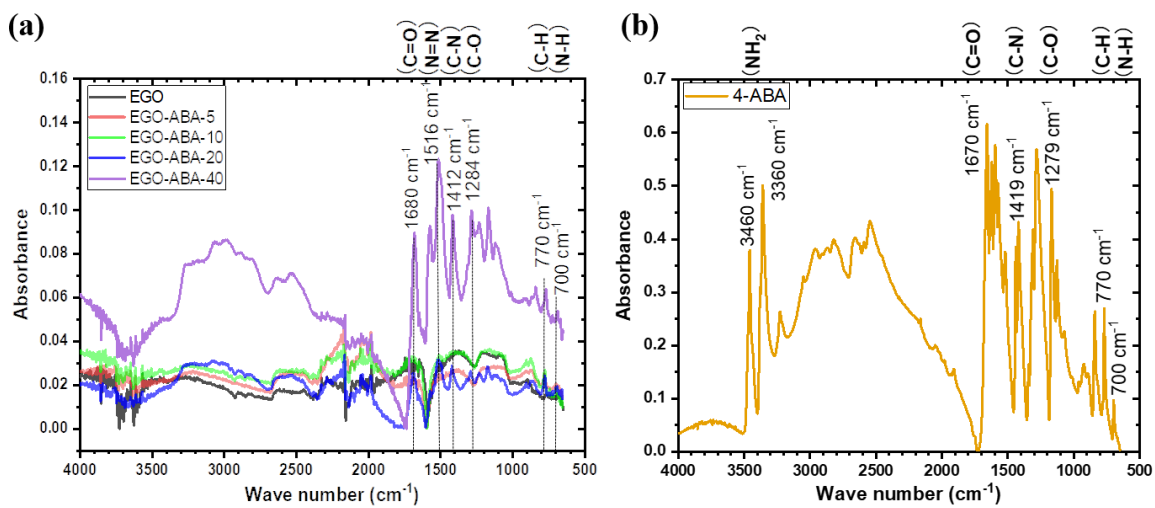 (a)
(C=O)
(N=N)
(C-N)
(C-O)
(C-H)
(N-H)
0.16
0.14
0.12
0.10
0.08
0.06
0.04
0.02
0.00
Absorbance
EGO
EGO-ABA-5
EGO-ABA-10
EGO-ABA-20
EGO-ABA-40
1680 cm⁻¹
1516 cm⁻¹
1412 cm⁻¹
1284 cm⁻¹
770 cm⁻¹
700 cm⁻¹
4000 3500 3000 2500 2000 1500 1000 500
Wave number (cm⁻¹)
(b)
(NH₂)
(C=O)
(C-N)
(C-O)
(C-H)
(N-H)
0.7
0.6
0.5
0.4
0.3
0.2
0.1
0.0
Absorbance
4-ABA
3460 cm⁻¹
3360 cm⁻¹
1670 cm⁻¹
1419 cm⁻¹
1279 cm⁻¹
770 cm⁻¹
700 cm⁻¹
4000 3500 3000 2500 2000 1500 1000 500
Wave number (cm⁻¹)